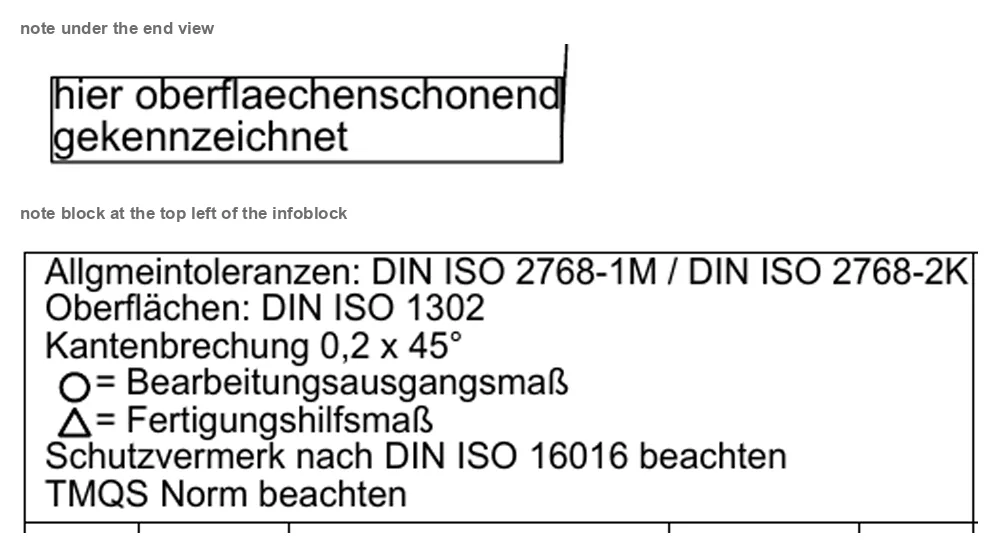 note under the end view
hier oberflaechenschonend
gekennzeichnet
note block at the top left of the infoblock
Allgmeintoleranzen: DIN ISO 2768-1M / DIN ISO 2768-2K
Oberflächen: DIN ISO 1302
Kantenbrechung 0,2 x 45°
○= Bearbeitungsausgangsmaß
△= Fertigungshilfsmaß
Schutzvermerk nach DIN ISO 16016 beachten
TMQS Norm beachten